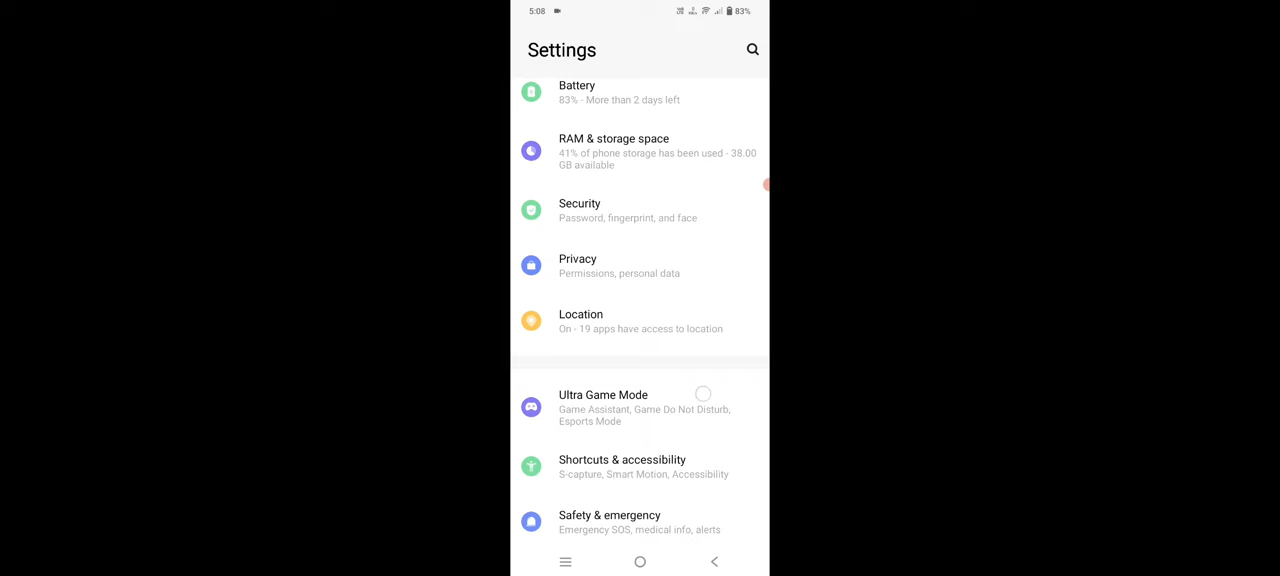 5:08
83%
Settings
Battery
83% - More than 2 days left
RAM & storage space
41% of phone storage has been used - 38.00
GB available
Security
Password, fingerprint, and face
Privacy
Permissions, personal data
Location
On - 19 apps have access to location
Ultra Game Mode
Game Assistant, Game Do Not Disturb,
Esports Mode
Shortcuts & accessibility
S-capture, Smart Motion, Accessibility
Safety & emergency
Emergency SOS, medical info, alerts